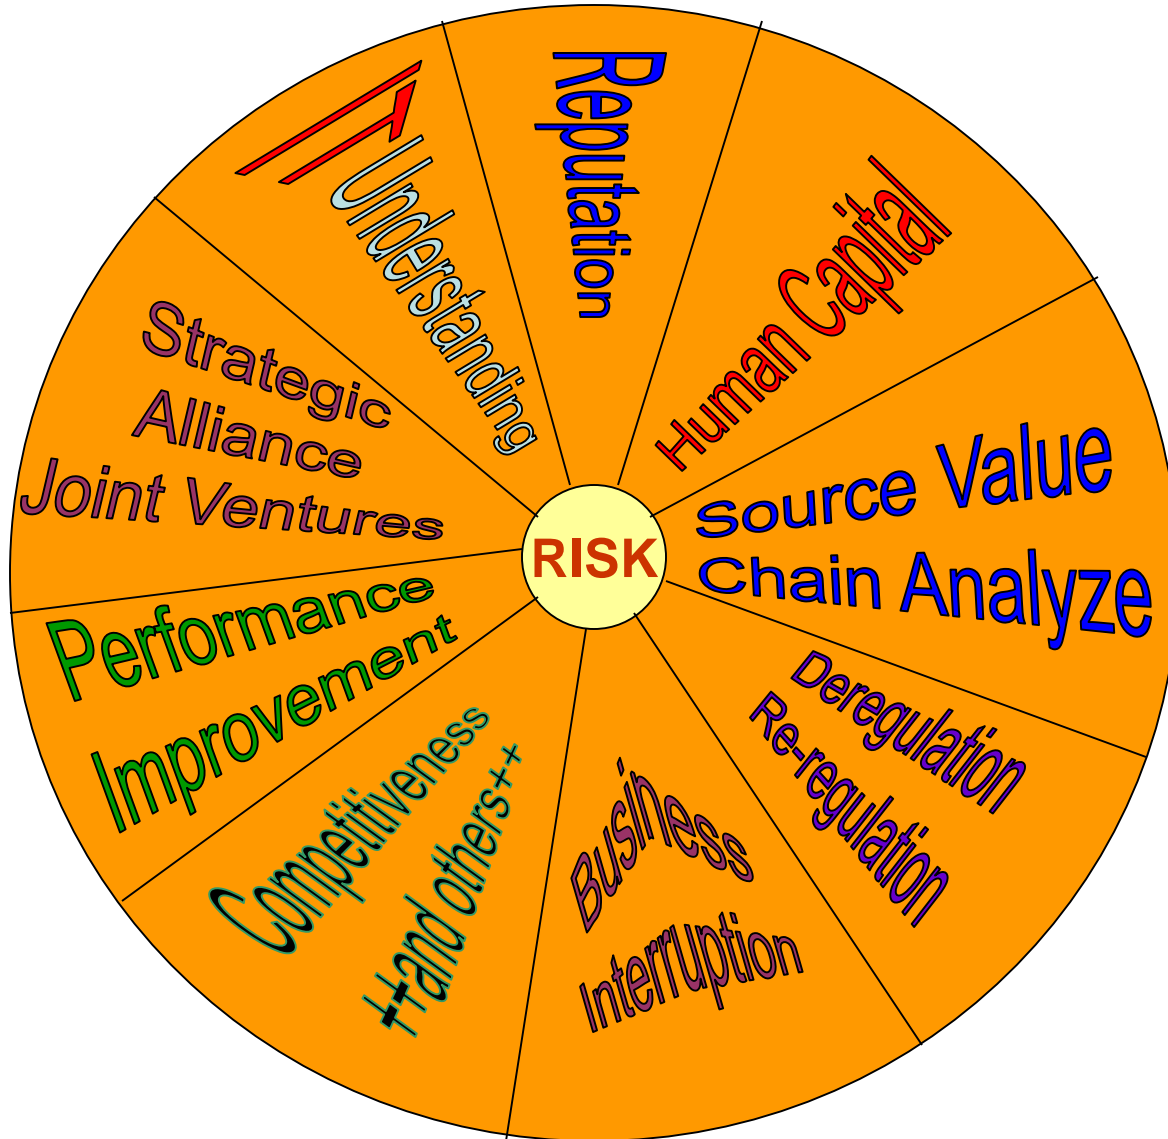 Reputation
Human Capital
Source Value
Chain Analyze
Deregulation
Re-regulation
Business
Interruption
Competitiveness
++and others++
Performance
Improvement
Strategic
Alliance
Joint Ventures
IT
Understanding
RISK